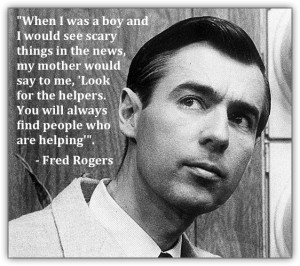 "When I was a boy and
I would see scary
things in the news,
my mother would
say to me, 'Look
for the helpers.
You will always
find people who
are helping'".
- Fred Rogers